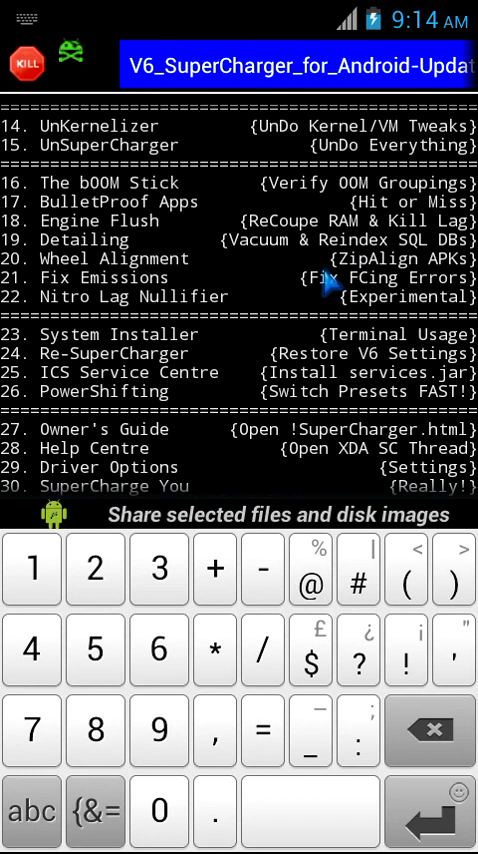 9:14 AM
KILL
V6_SuperCharger_for_Android-Updat
================================================
14. UnKernelizer {UnDo Kernel/VM Tweaks}
15. UnSuperCharger {UnDo Everything}
================================================
16. The bOOM Stick {Verify OOM Groupings}
17. BulletProof Apps {Hit or Miss}
18. Engine Flush {ReCoupe RAM & Kill Lag}
19. Detailing {Vacuum & Reindex SQL DBs}
20. Wheel Alignment {ZipAlign APKs}
21. Fix Emissions {Fix FCing Errors}
22. Nitro Lag Nullifier {Experimental}
================================================
23. System Installer {Terminal Usage}
24. Re-SuperCharger {Restore V6 Settings}
25. ICS Service Centre {Install services.jar}
26. PowerShifting {Switch Presets FAST!}
================================================
27. Owner's Guide {Open !SuperCharger.html}
28. Help Centre {Open XDA SC Thread}
29. Driver Options {Settings}
30. SuperCharge You {Really!}
Share selected files and disk images
% | < >
1 2 3 + - @ # ( )
£ ¿ ¡ "
4 5 6 * / $ ? ! '
_ ;
7 8 9 , = _ :
abc {&= 0 .